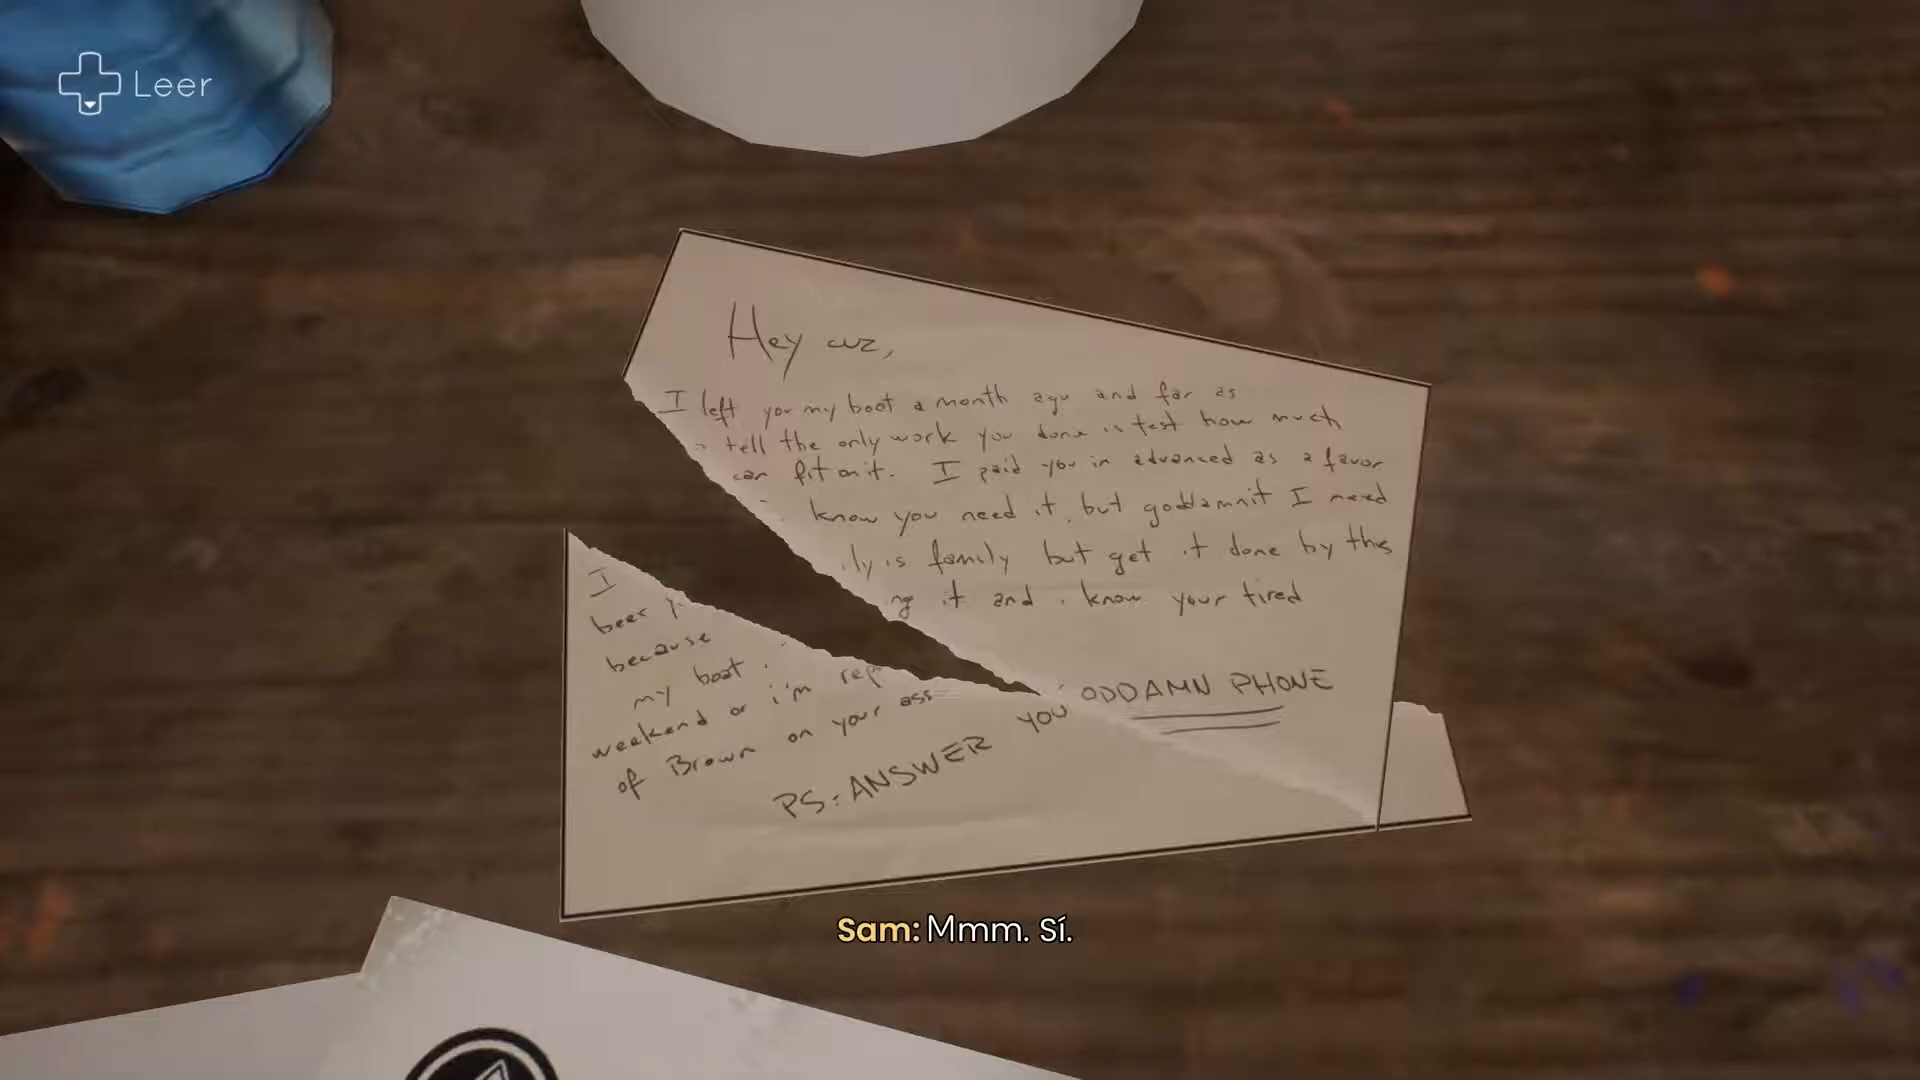 Leer
Hey cuz,
I left you my boat a month ago and far as
tell the only work you done is test how much
can fit on it. I paid you in advanced as a favor
know you need it, but goddamnit I need
ly is family but get it done by this
ng it and i know your tired
I
beer
because
my boat
weekend or i'm rep
of Brown on your ass
PS: ANSWER YOU ODDAMN PHONE
Sam: Mmm. Sí.